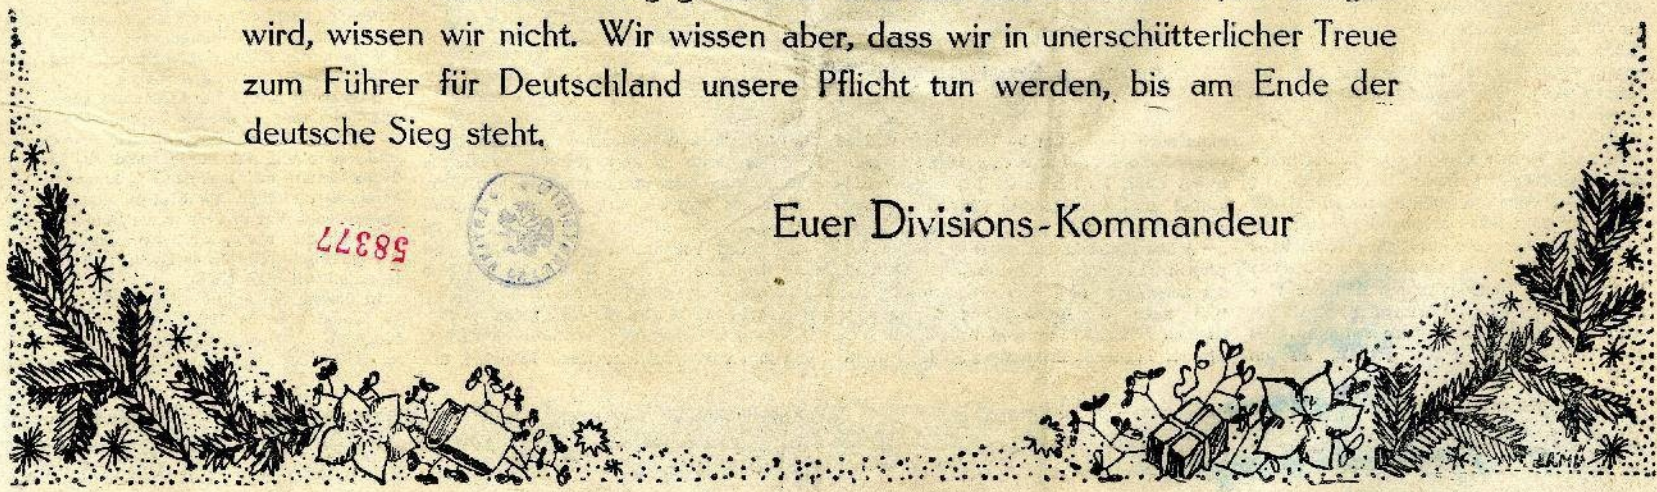 wird, wissen wir nicht. Wir wissen aber, dass wir in unerschütterlicher Treue
zum Führer für Deutschland unsere Pflicht tun werden, bis am Ende der
deutsche Sieg steht.
58377
Euer Divisions-Kommandeur